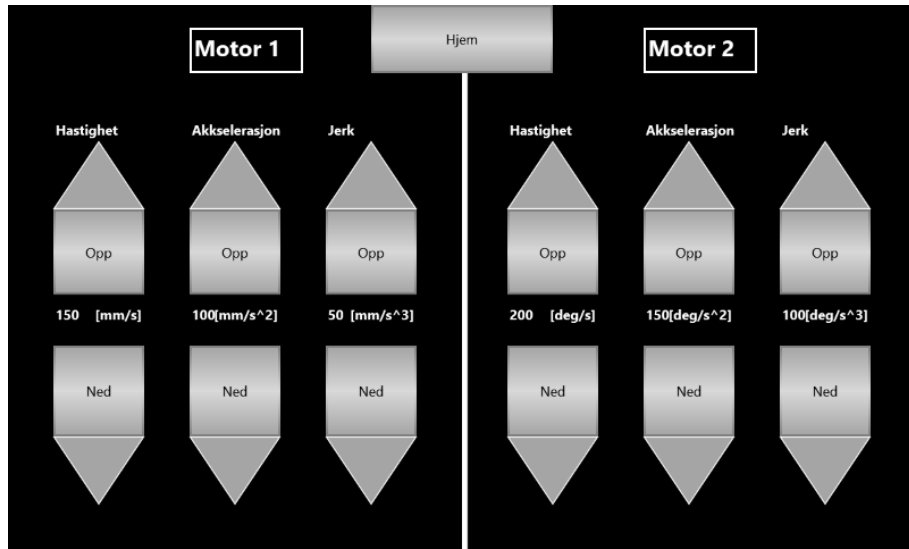 Hjem
Motor 1
Motor 2
Hastighet Akkselerasjon Jerk
Hastighet Akkselerasjon Jerk
Opp Opp Opp
Opp Opp Opp
150 [mm/s] 100[mm/s^2] 50 [mm/s^3]
200 [deg/s] 150[deg/s^2] 100[deg/s^3]
Ned Ned Ned
Ned Ned Ned